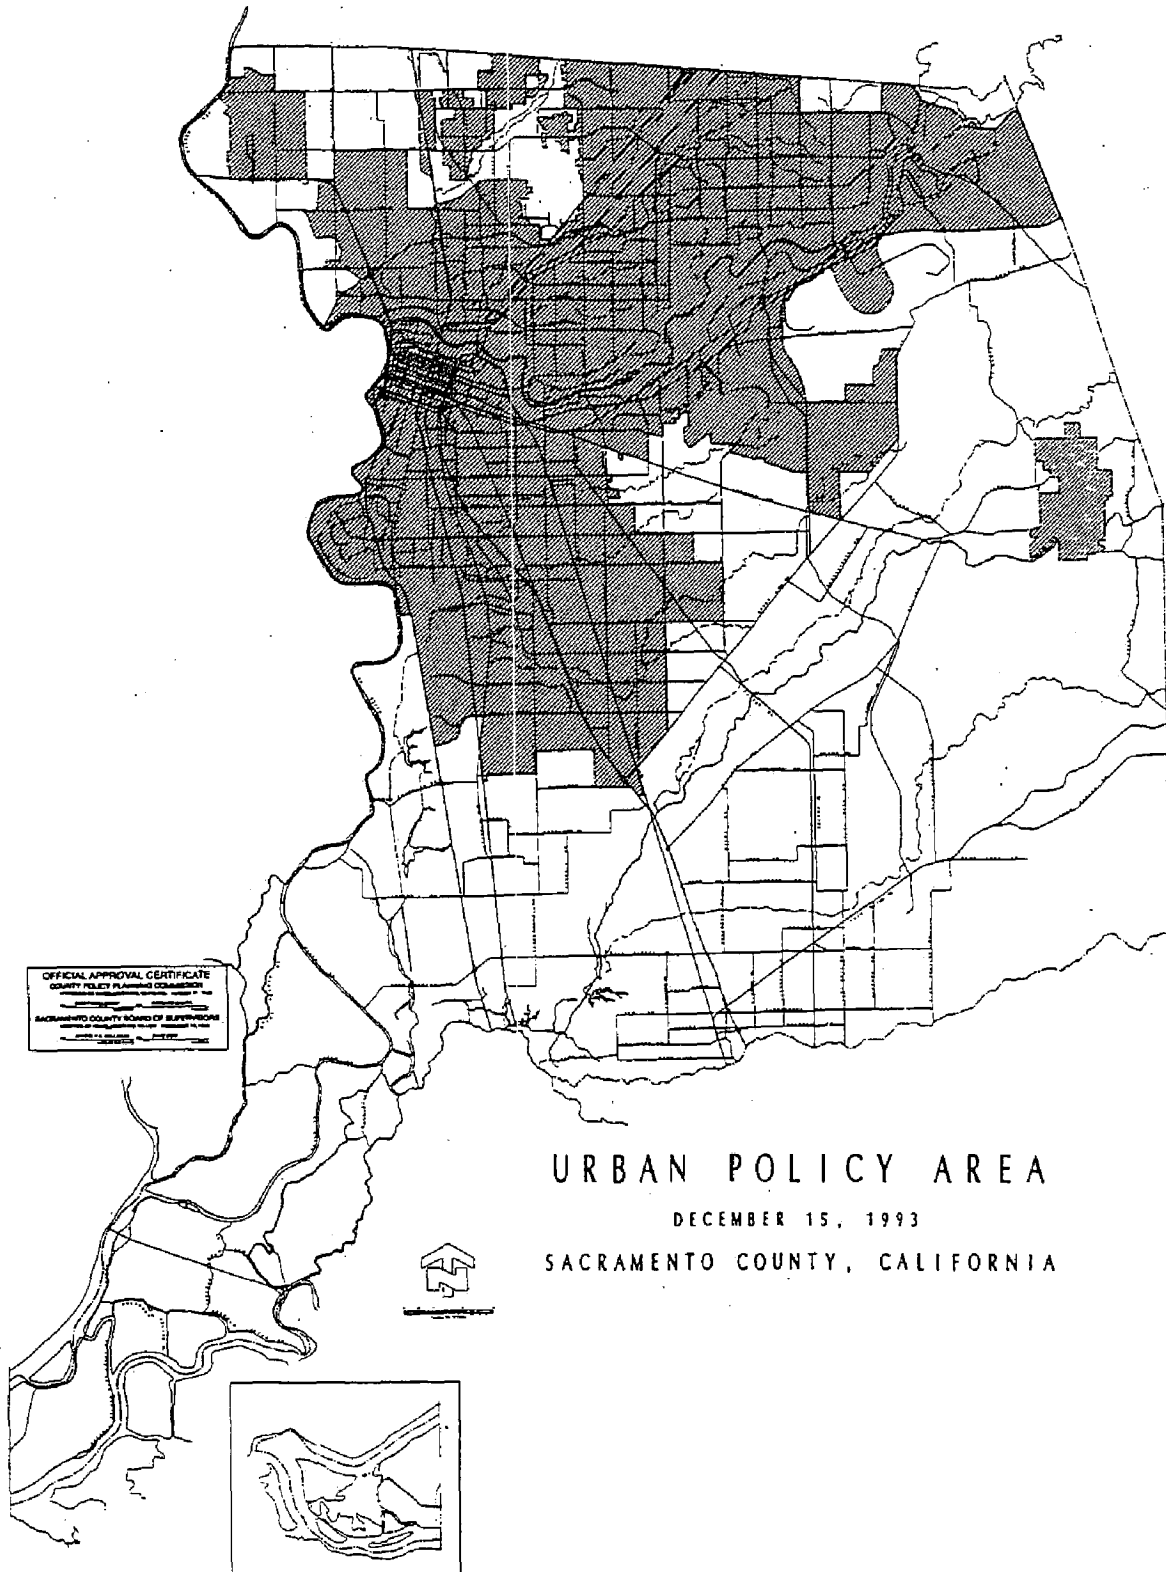 OFFICIAL APPROVAL CERTIFICATE
COUNTY POLICY PLANNING COMMISSION
SACRAMENTO COUNTY BOARD OF SUPERVISORS
URBAN POLICY AREA
DECEMBER 15, 1993
SACRAMENTO COUNTY, CALIFORNIA
N